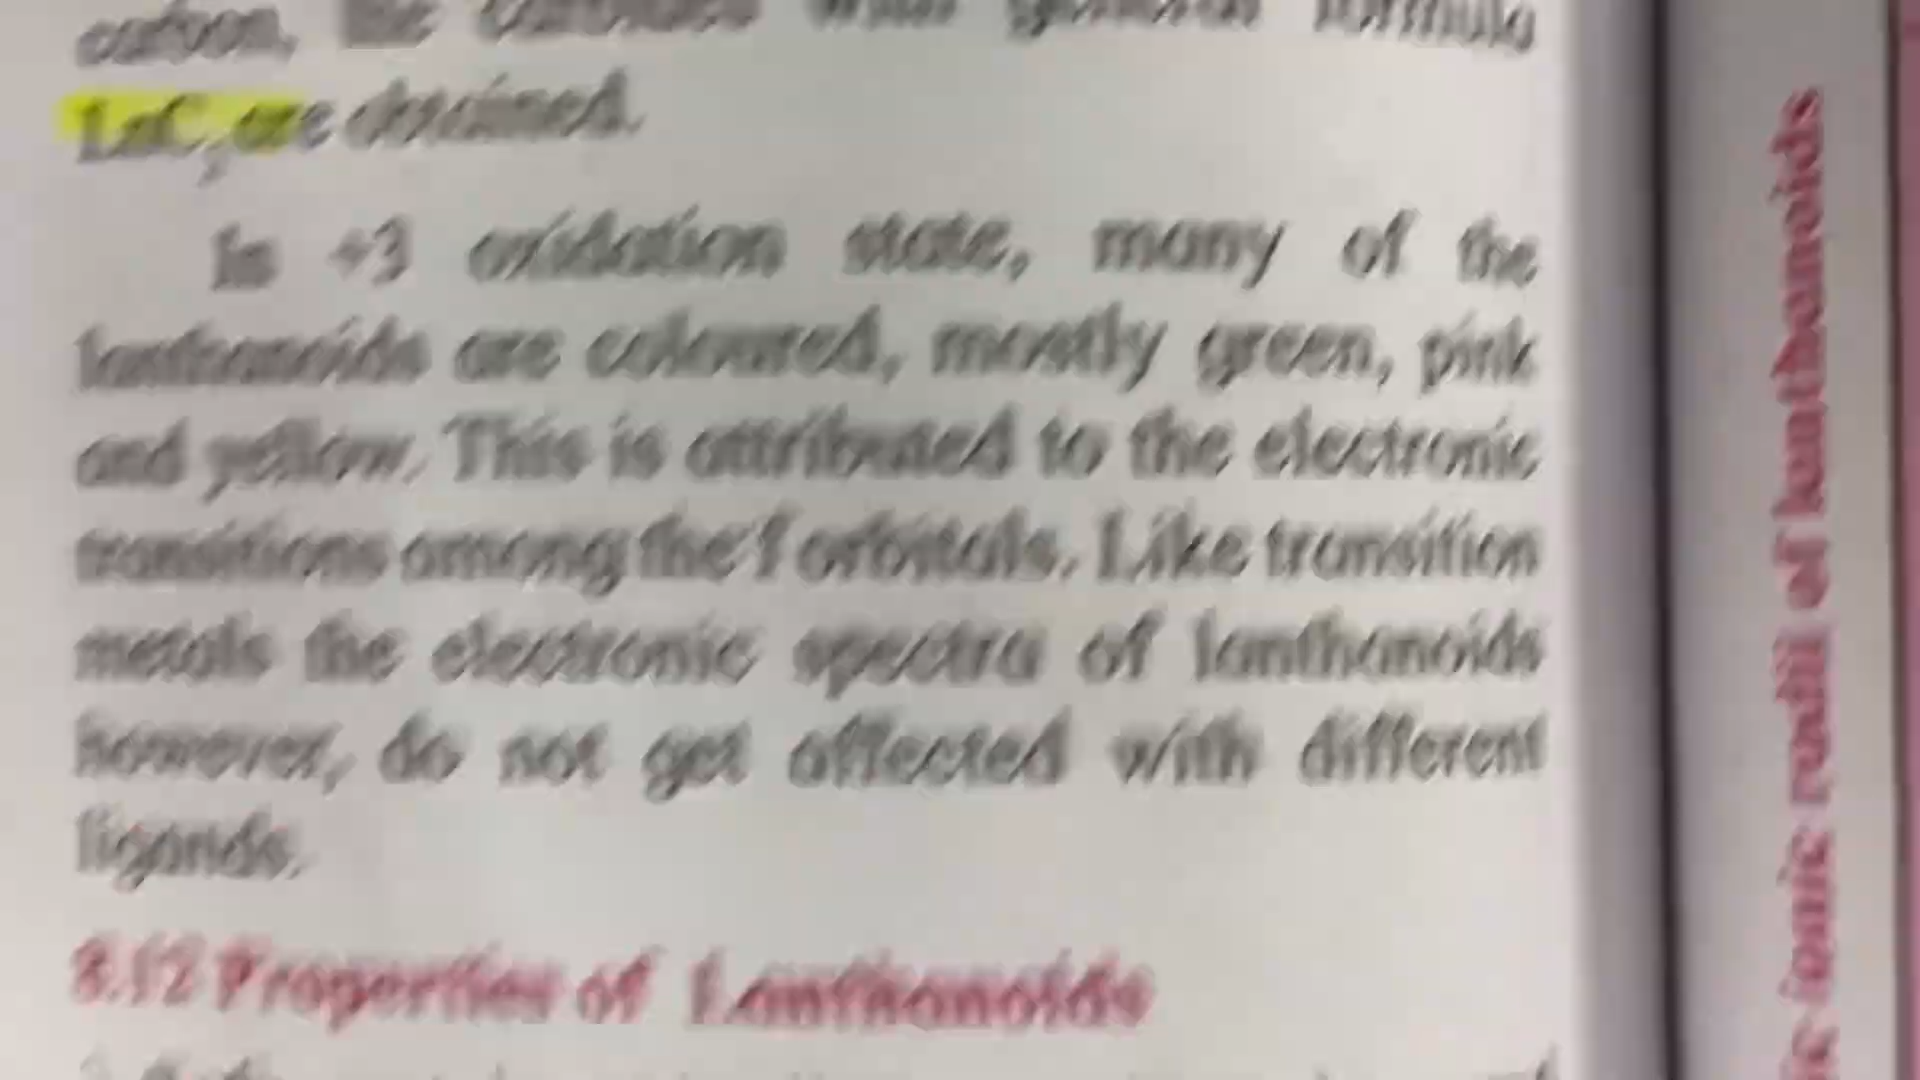 carbon, the carbides with general formula
LnC₂ are obtained.
In +3 oxidation state, many of the
lanthanoids are coloured, mostly green, pink
and yellow. This is attributed to the electronic
transitions among the f orbitals. Like transition
metals the electronic spectra of lanthanoids
however, do not get affected with different
ligands.
8.12 Properties of Lanthanoids
ionic radii of lanthanoids